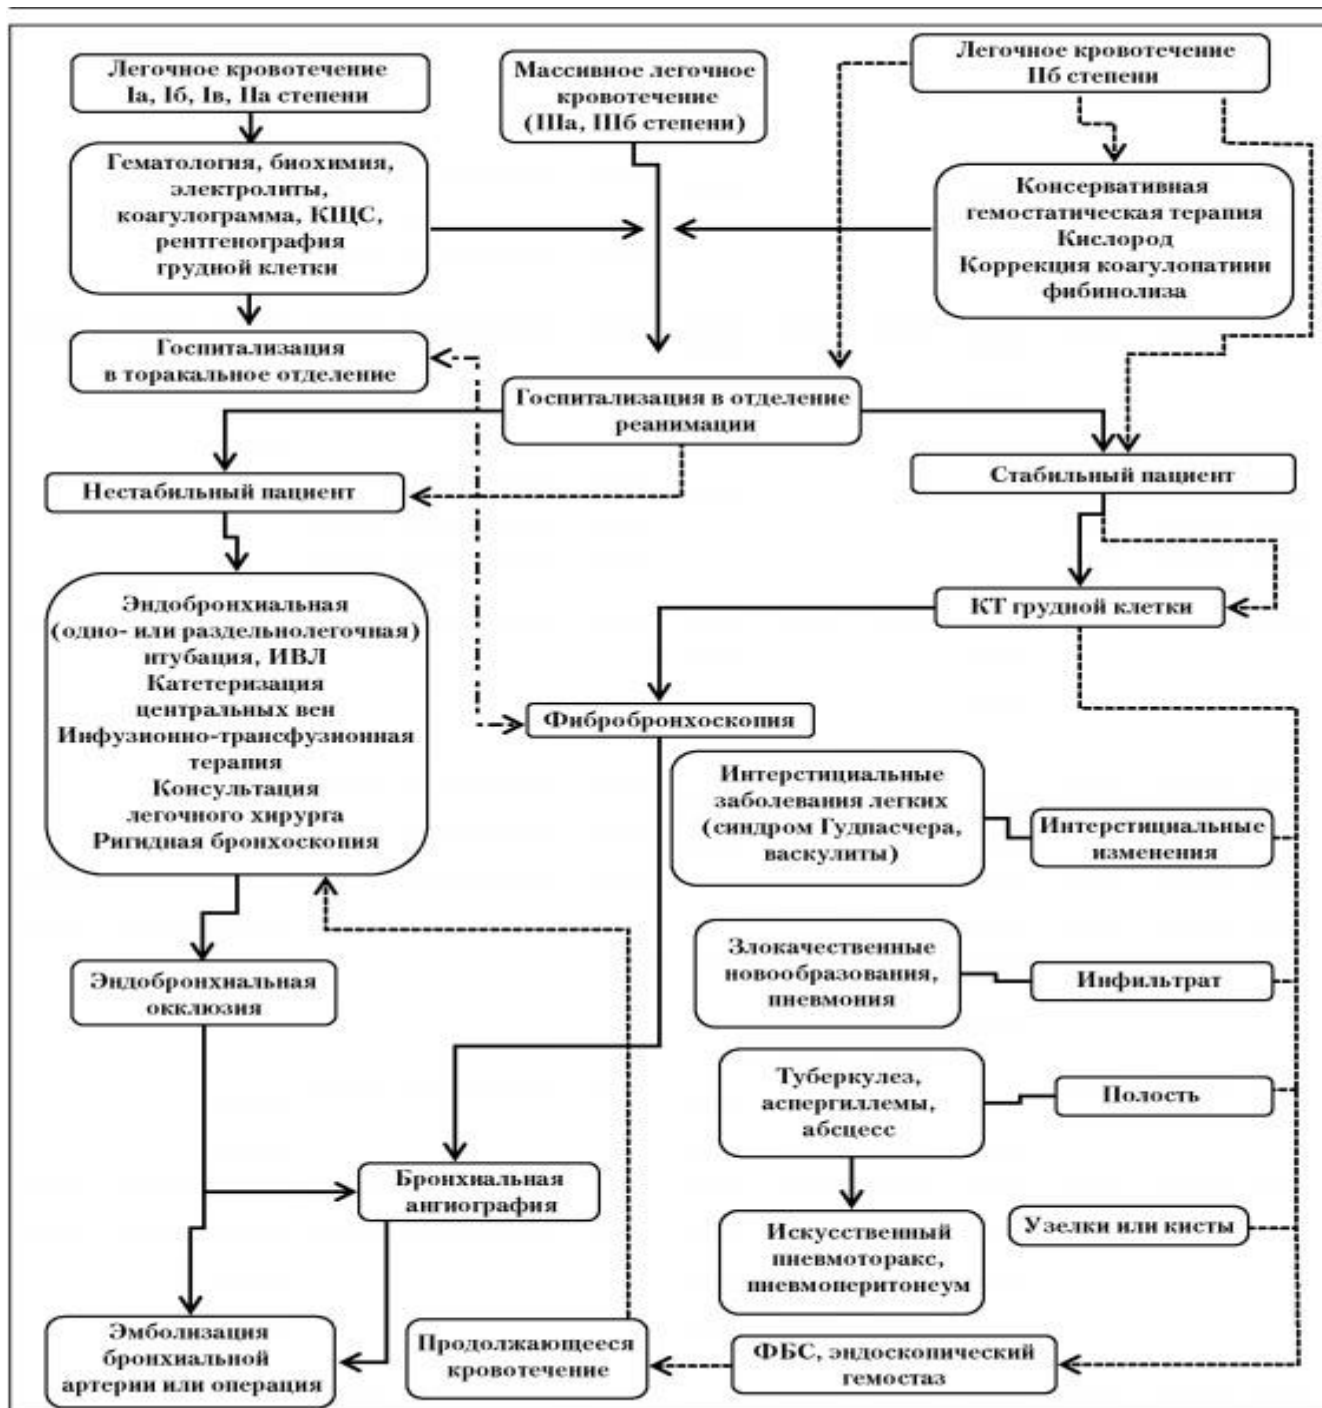 Легочное кровотечение
Iа, Iб, Iв, IIа степени
Массивное легочное
кровотечение
(IIIа, IIIб степени)
Легочное кровотечение
IIб степени
Гематология, биохимия,
электролиты,
коагулограмма, КЩС,
рентгенография
грудной клетки
Консервативная
гемостатическая терапия
Кислород
Коррекция коагулопатиии
фибинолиза
Госпитализация
в торакальное отделение
Госпитализация в отделение
реанимации
Нестабильный пациент
Стабильный пациент
Эндобронхиальная
(одно- или раздельнолегочная)
нтубация, ИВЛ
Катетеризация
центральных вен
Инфузионно-трансфузионная
терапия
Консультация
легочного хирурга
Ригидная бронхоскопия
КТ грудной клетки
Фибробронхоскопия
Интерстициальные
заболевания легких
(синдром Гудпасчера,
васкулиты)
Интерстициальные
изменения
Злокачественные
новообразования,
пневмония
Инфильтрат
Эндобронхиальная
окклюзия
Туберкулез,
аспергиллемы,
абсцесс
Полость
Бронхиальная
ангиография
Искусственный
пневмоторакс,
пневмоперитонеум
Узелки или кисты
Эмболизация
бронхиальной
артерии или операция
Продолжающееся
кровотечение
ФБС, эндоскопический
гемостаз